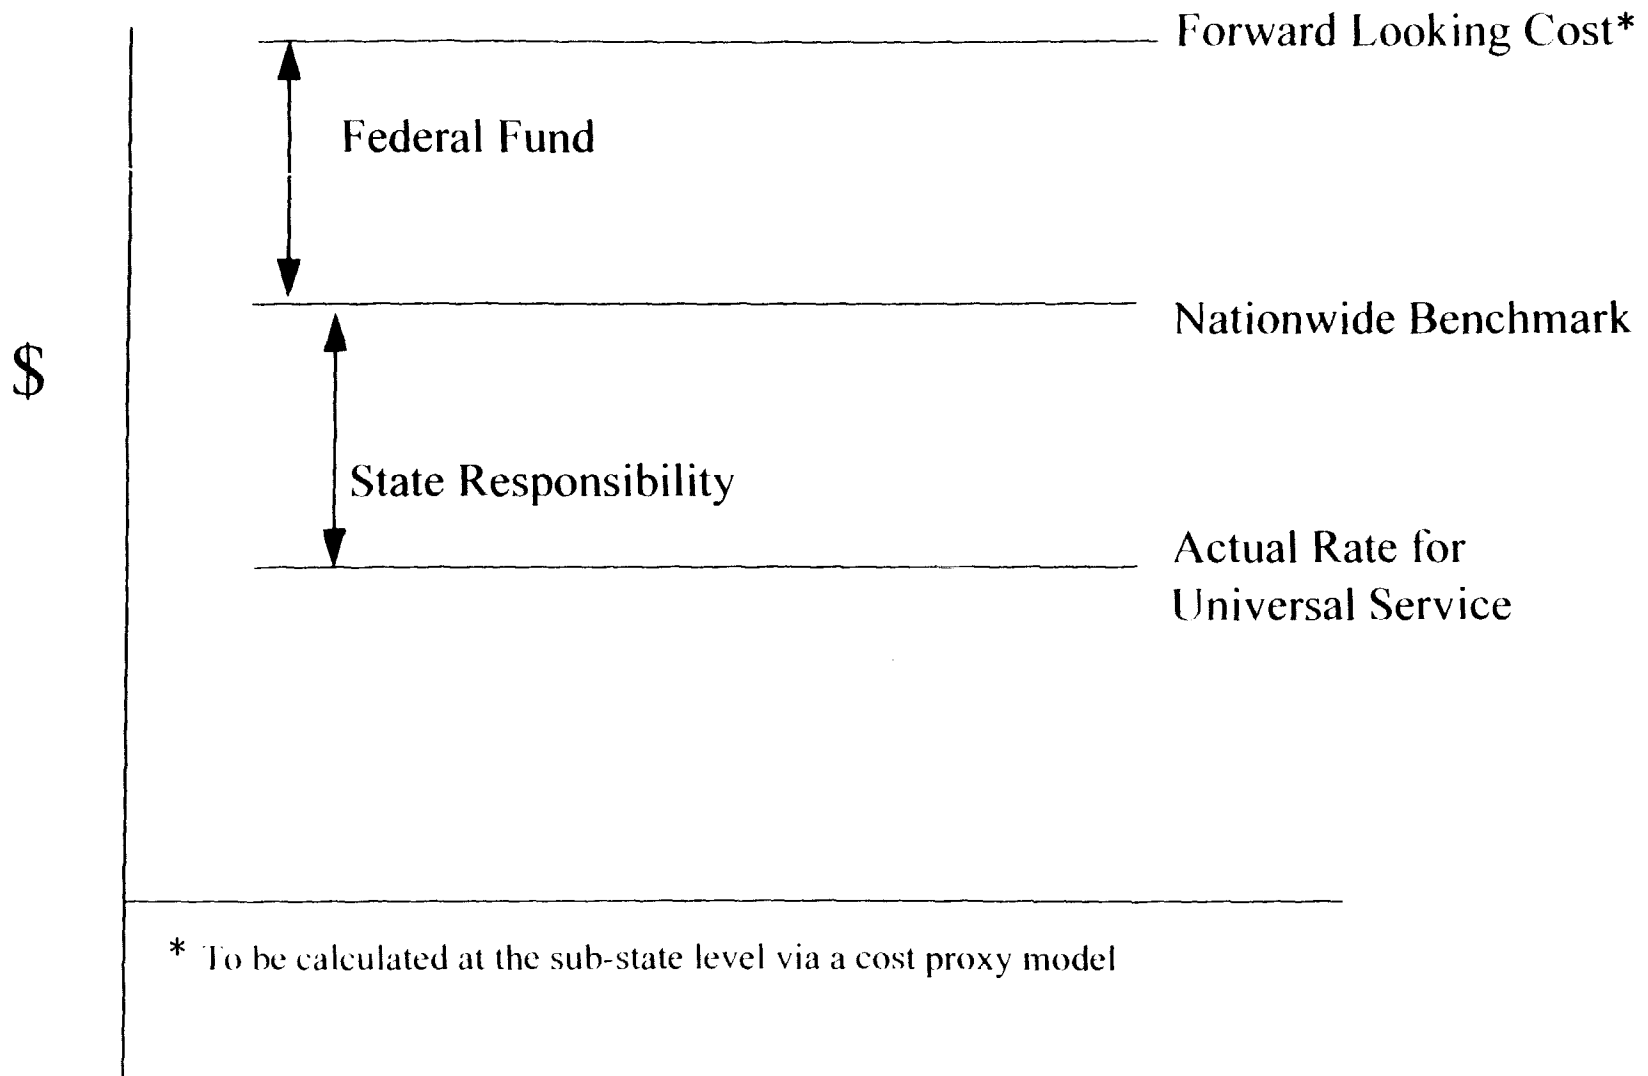 Forward Looking Cost*
Federal Fund
Nationwide Benchmark
$
State Responsibility
Actual Rate for
Universal Service
* To be calculated at the sub-state level via a cost proxy model